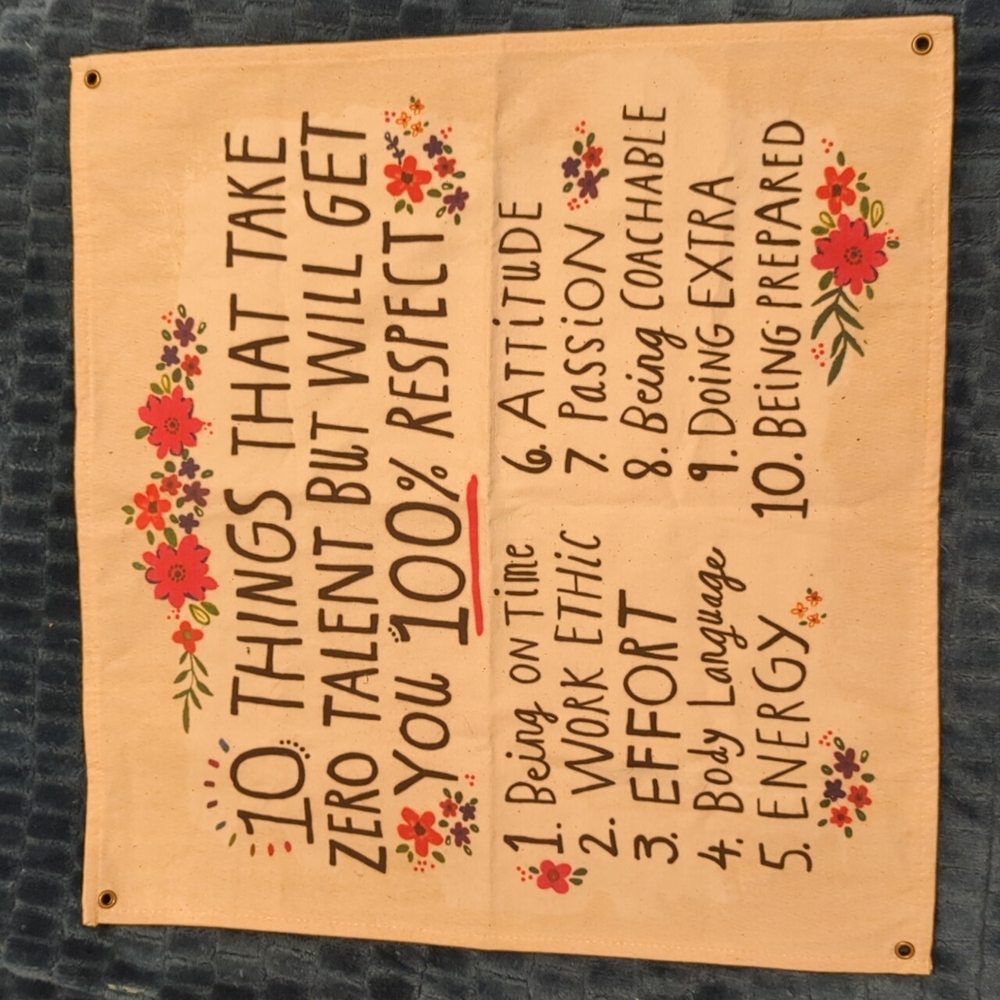 10 THINGS THAT TAKE
ZERO TALENT BUT WILL GET
YOU 100% RESPECT
1. Being ON TIME
2. WORK ETHIC
3. EFFORT
4. Body Language
5. ENERGY
6. ATTITUDE
7. PASSION
8. Being COACHABLE
9. DOING EXTRA
10. BEING PREPARED